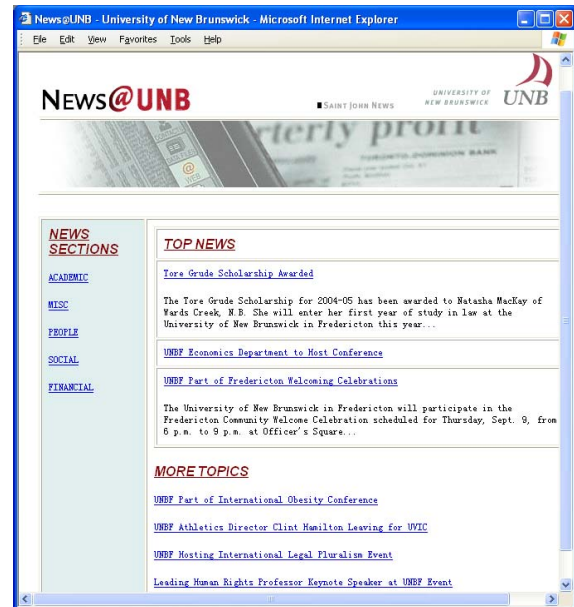 News@UNB - University of New Brunswick - Microsoft Internet Explorer
File Edit View Favorites Tools Help
NEWS@UNB
SAINT JOHN NEWS
UNIVERSITY OF
NEW BRUNSWICK
UNB
rterly profit
TORONTO-DOMINION BANK
@
WEB
NEWS
SECTIONS
ACADEMIC
MISC
PEOPLE
SOCIAL
FINANCIAL
TOP NEWS
Tore Grude Scholarship Awarded
The Tore Grude Scholarship for 2004-05 has been awarded to Natasha MacKay of
Wards Creek, N.B. She will enter her first year of study in law at the
University of New Brunswick in Fredericton this year...
UNBF Economics Department to Host Conference
UNBF Part of Fredericton Welcoming Celebrations
The University of New Brunswick in Fredericton will participate in the
Fredericton Community Welcome Celebration scheduled for Thursday, Sept. 9, from
6 p.m. to 9 p.m. at Officer's Square...
MORE TOPICS
UNBF Part of International Obesity Conference
UNBF Athletics Director Clint Hamilton Leaving for UVIC
UNBF Hosting International Legal Pluralism Event
Leading Human Rights Professor Keynote Speaker at UNBF Event